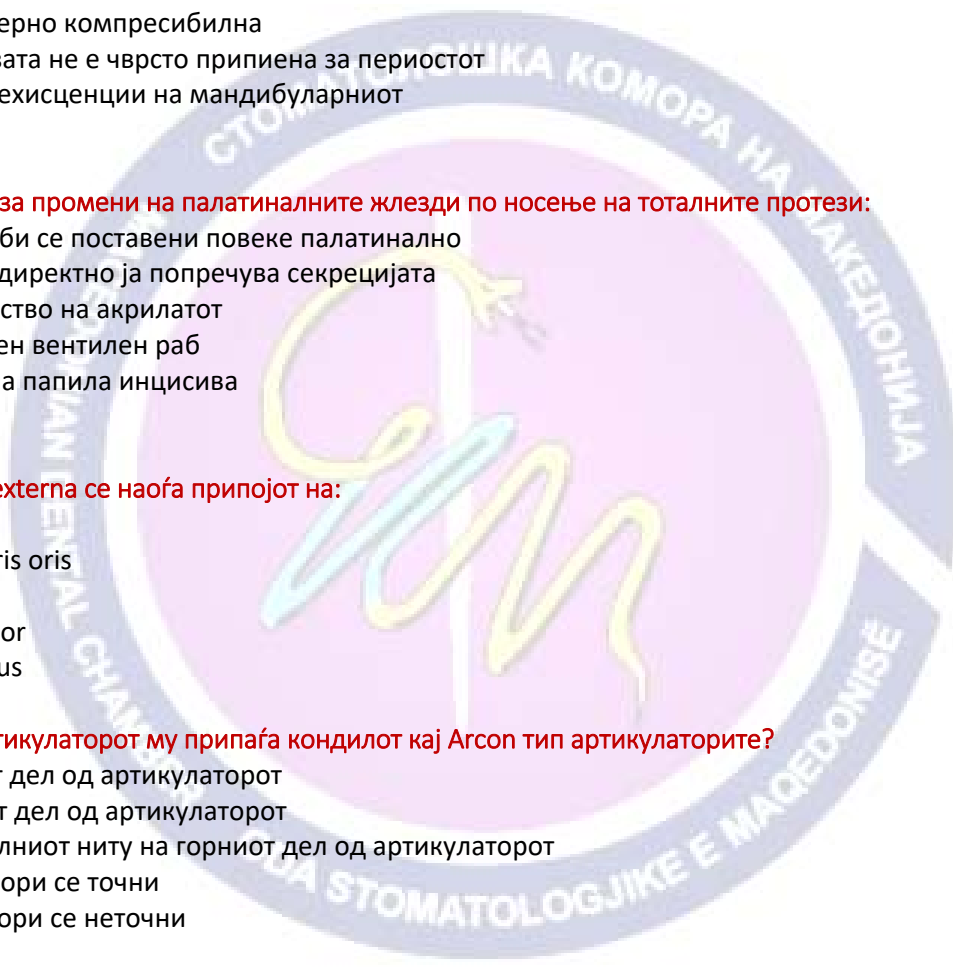 ерно компресибилна
вата не е чврсто припиена за периостот
ехисценции на мандибуларниот
за промени на палатиналните жлезди по носење на тоталните протези:
би се поставени повеќе палатинално
директно ја попречува секрецијата
ство на акрилатот
ен вентилен раб
а папила инцисива
externa се наоѓа припојот на:
ris oris
or
us
тикулаторот му припаѓа кондилот кај Arcon тип артикулаторите?
т дел од артикулаторот
т дел од артикулаторот
лниот ниту на горниот дел од артикулаторот
ори се точни
ори се неточни
СТОМАТОЛОШКА КОМОРА НА МАКЕДОНИЈА
DENTAL CHAMBER
STOMATOLOGJIKE E MAQEDONISË